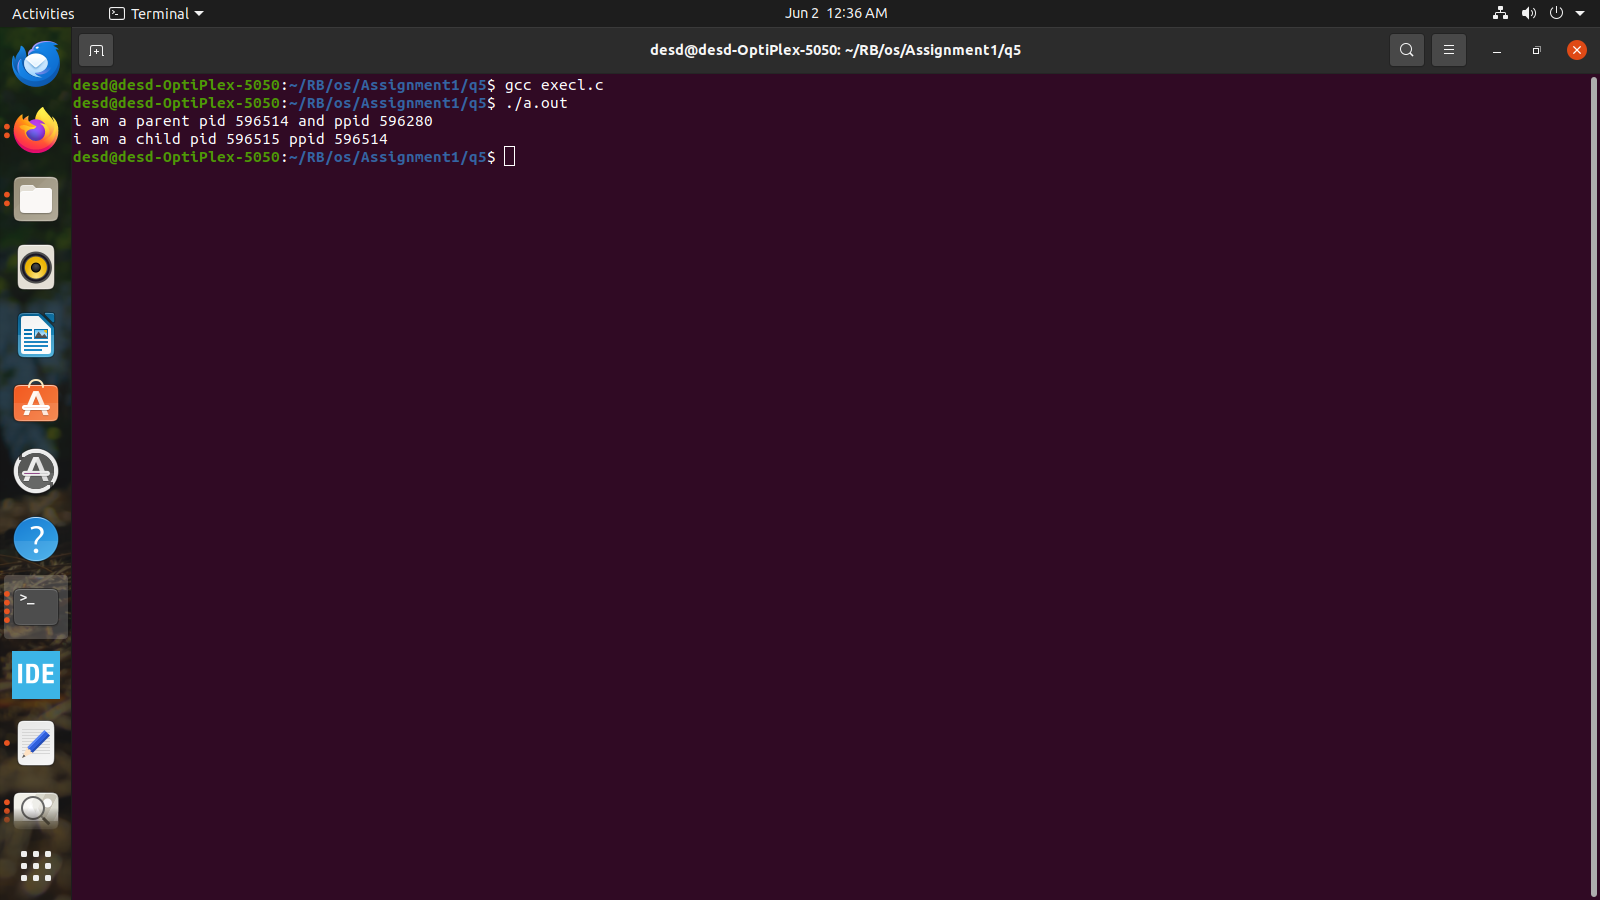 Activities Terminal Jun 2 12:36 AM
desd@desd-OptiPlex-5050: ~/RB/os/Assignment1/q5
desd@desd-OptiPlex-5050:~/RB/os/Assignment1/q5$ gcc execl.c
desd@desd-OptiPlex-5050:~/RB/os/Assignment1/q5$ ./a.out
i am a parent pid 596514 and ppid 596280
i am a child pid 596515 ppid 596514
desd@desd-OptiPlex-5050:~/RB/os/Assignment1/q5$
?
>_
IDE